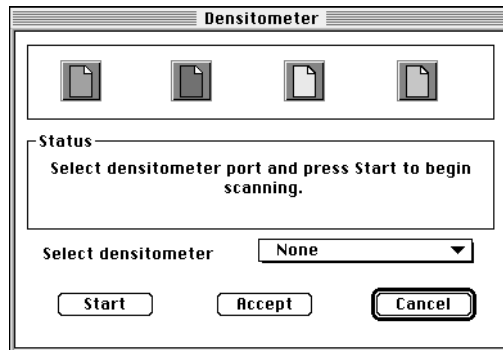 Densitometer
Status
Select densitometer port and press Start to begin
scanning.
Select densitometer
None
Start
Accept
Cancel